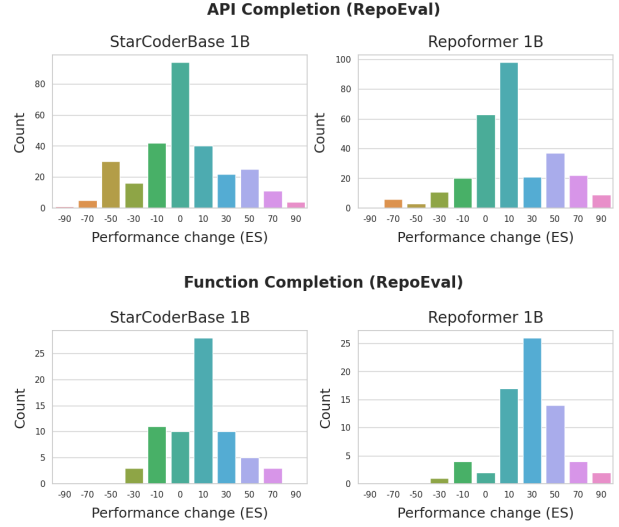 API Completion (RepoEval)
StarCoderBase 1B
Repoformer 1B
Count
80
60
40
20
0
-90 -70 -50 -30 -10 0 10 30 50 70 90
Performance change (ES)
Count
100
80
60
40
20
0
-90 -70 -50 -30 -10 0 10 30 50 70 90
Performance change (ES)
Function Completion (RepoEval)
StarCoderBase 1B
Repoformer 1B
Count
25
20
15
10
5
0
-90 -70 -50 -30 -10 0 10 30 50 70 90
Performance change (ES)
Count
25
20
15
10
5
0
-90 -70 -50 -30 -10 0 10 30 50 70 90
Performance change (ES)